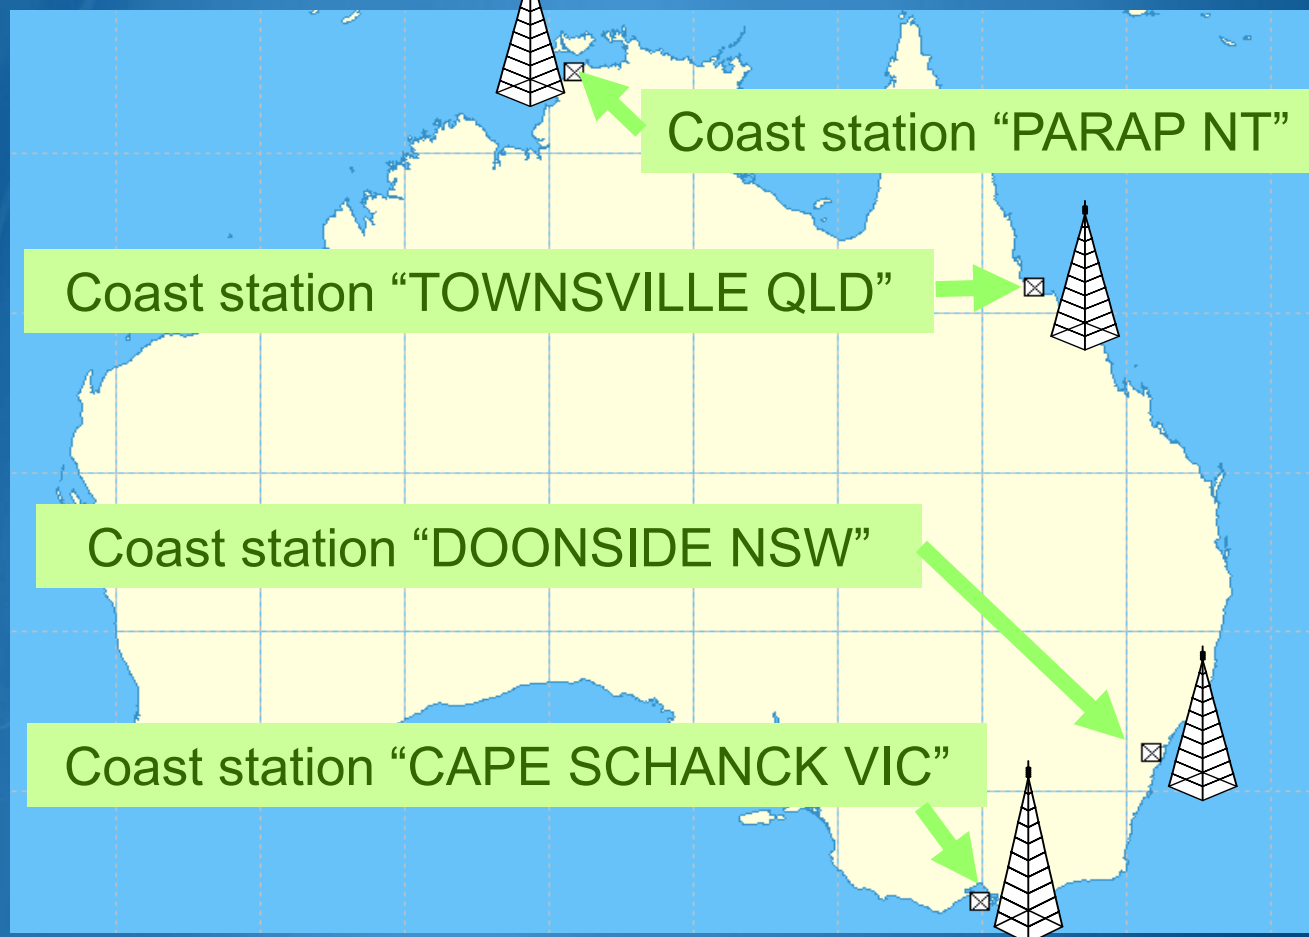 Coast station “PARAP NT”
Coast station “TOWNSVILLE QLD”
Coast station “DOONSIDE NSW”
Coast station “CAPE SCHANCK VIC”